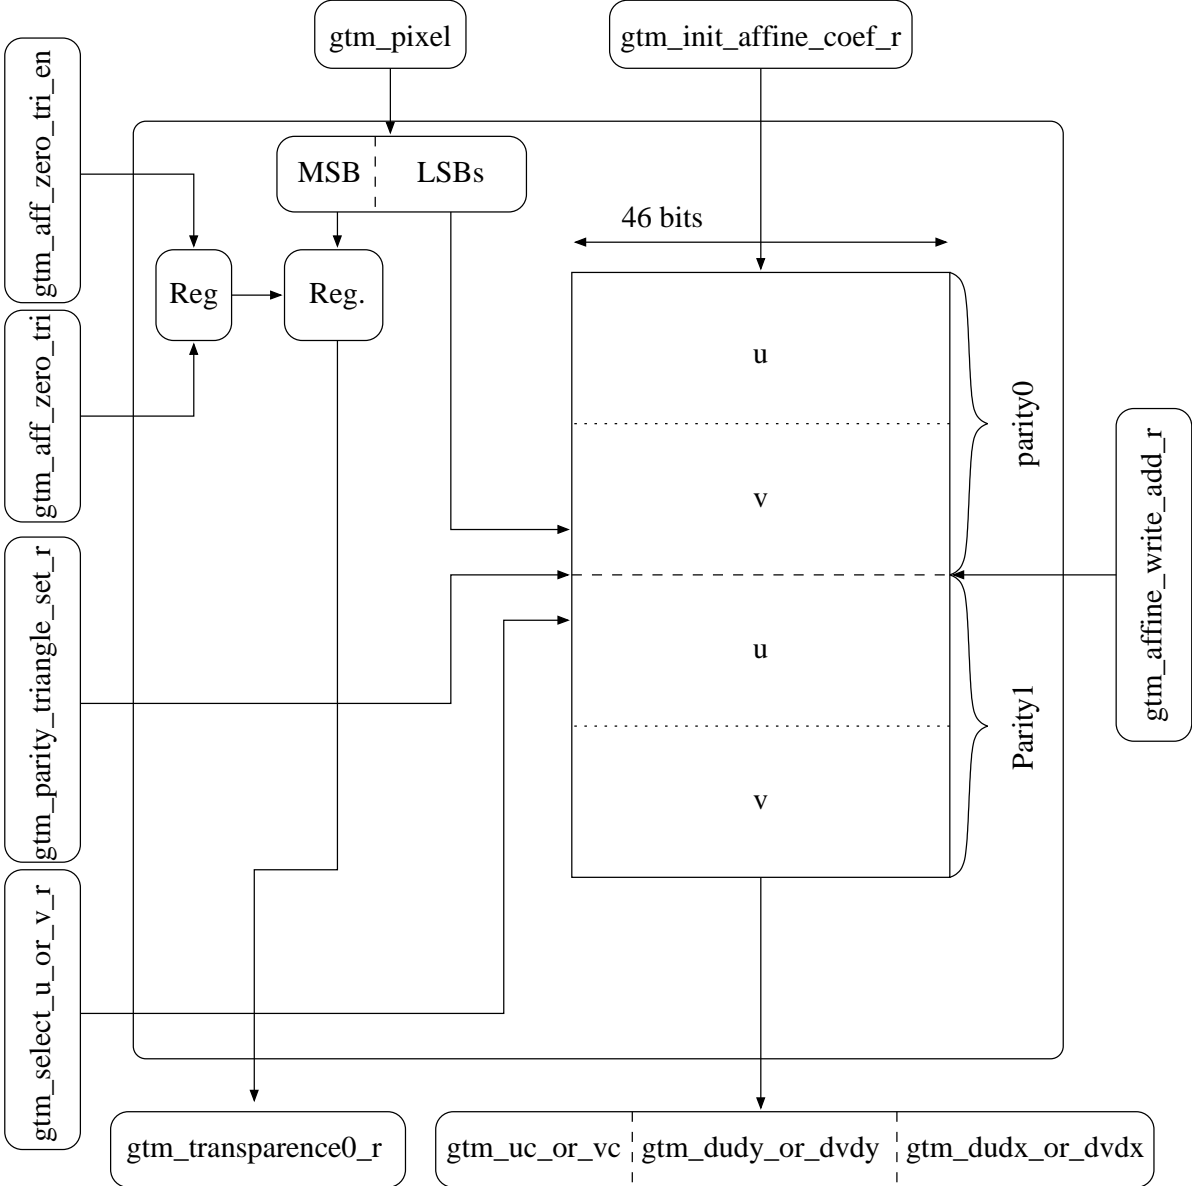 gtm_pixel
gtm_init_affine_coef_r
gtm_aff_zero_tri_en
MSB
LSBs
46 bits
Reg
Reg.
gtm_aff_zero_tri
u
v
parity0
gtm_affine_write_add_r
gtm_parity_triangle_set_r
u
v
Parity1
gtm_select_u_or_v_r
gtm_transparence0_r
gtm_uc_or_vc
gtm_dudy_or_dvdy
gtm_dudx_or_dvdx